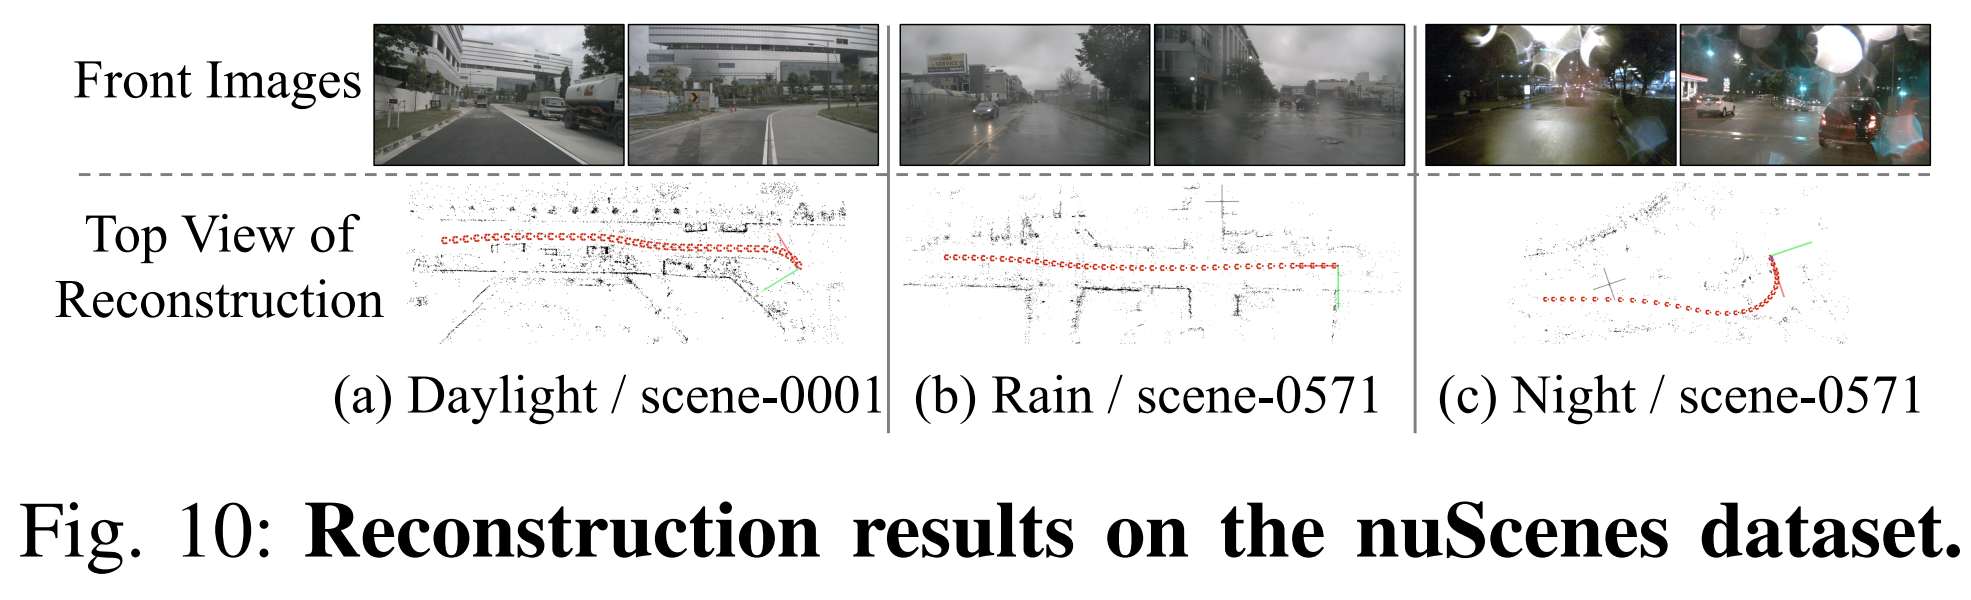 Front Images
Top View of
Reconstruction
(a) Daylight / scene-0001
(b) Rain / scene-0571
(c) Night / scene-0571
Fig. 10: Reconstruction results on the nuScenes dataset.